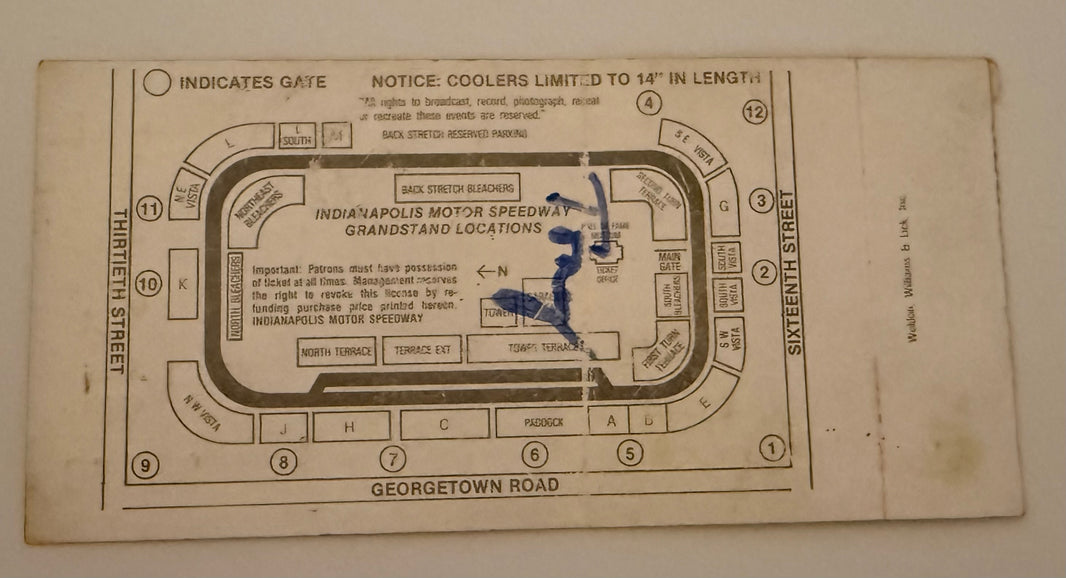 INDICATES GATE
NOTICE: COOLERS LIMITED TO 14" IN LENGTH
"All rights to broadcast, record, photograph, repeat
or recreate these events are reserved."
BACK STRETCH RESERVED PARKING
4
12
L
L
SOUTH
M
S E VISTA
N E
VISTA
11
NORTHEAST
BLEACHERS
BACK STRETCH BLEACHERS
SECOND TURN
TERRACE
G
3
INDIANAPOLIS MOTOR SPEEDWAY
GRANDSTAND LOCATIONS
HALL OF FAME
MUSEUM
TICKET
OFFICE
MAIN
GATE
SOUTH
VISTA
2
THIRTIETH STREET
SIXTEENTH STREET
10
K
NORTH BLEACHERS
Important: Patrons must have possession
of ticket at all times. Management reserves
the right to revoke this license by re-
funding purchase price printed hereon.
INDIANAPOLIS MOTOR SPEEDWAY
←N
TOWER
SOUTH
BLEACHERS
SOUTH
VISTA
NORTH TERRACE
TERRACE EXT
TOWER TERRACE
FIRST TURN
TERRACE
S W
VISTA
N W VISTA
J
H
C
PADDOCK
A
B
E
9
8
7
6
5
1
GEORGETOWN ROAD
Weldon Williams & Lick Inc.